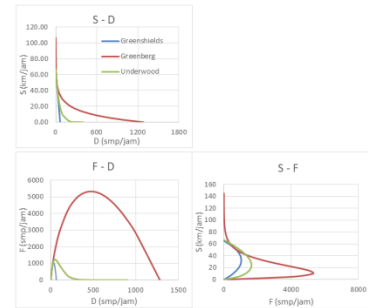 S - D
120.00
100.00
80.00
60.00
40.00
20.00
0.00
S(km/jam)
Greenshields
Greenberg
Underwood
0 600 1200 1800
D (smp/jam)
F - D
6000
5000
4000
3000
2000
1000
0
F (smp/jam)
0 500 1000 1500
D (smp/jam)
S - F
160
140
120
100
80
60
40
20
0
S(km/jam)
0 4000 8000
F (smp/jam)